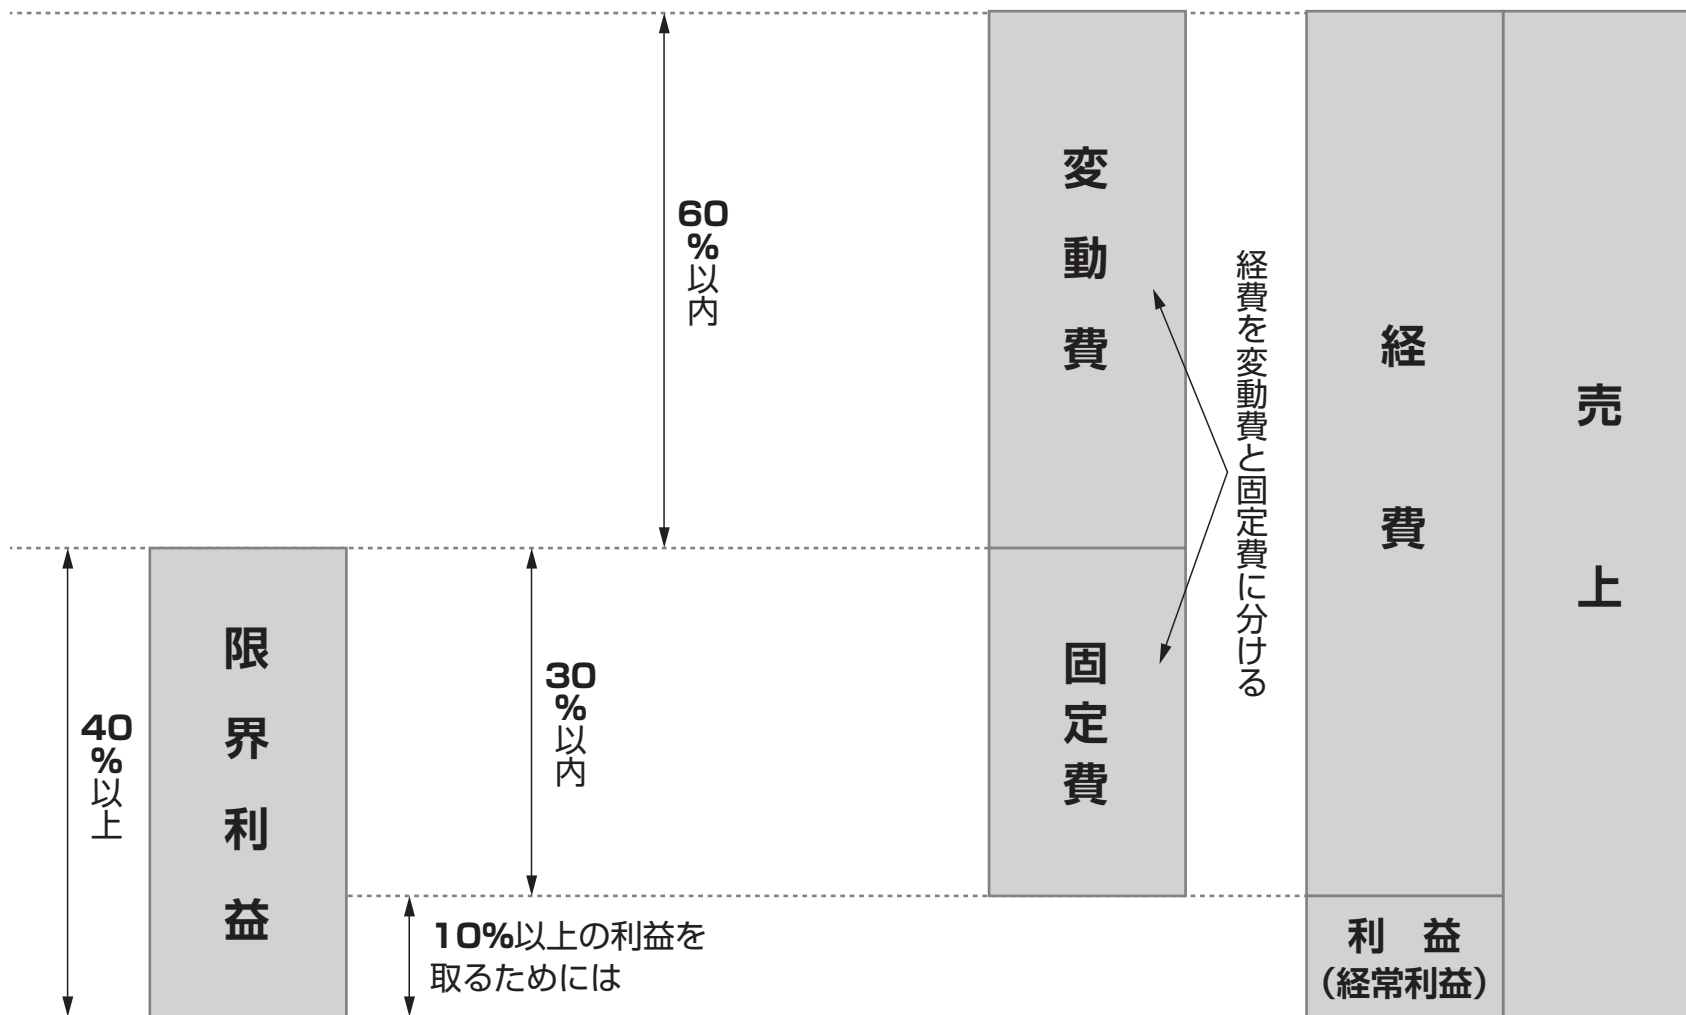 売上
経費
利　益
（経常利益）
経費を変動費と固定費に分ける
変動費
固定費
60%以内
30%以内
10%以上の利益を
取るためには
限界利益
40%以上